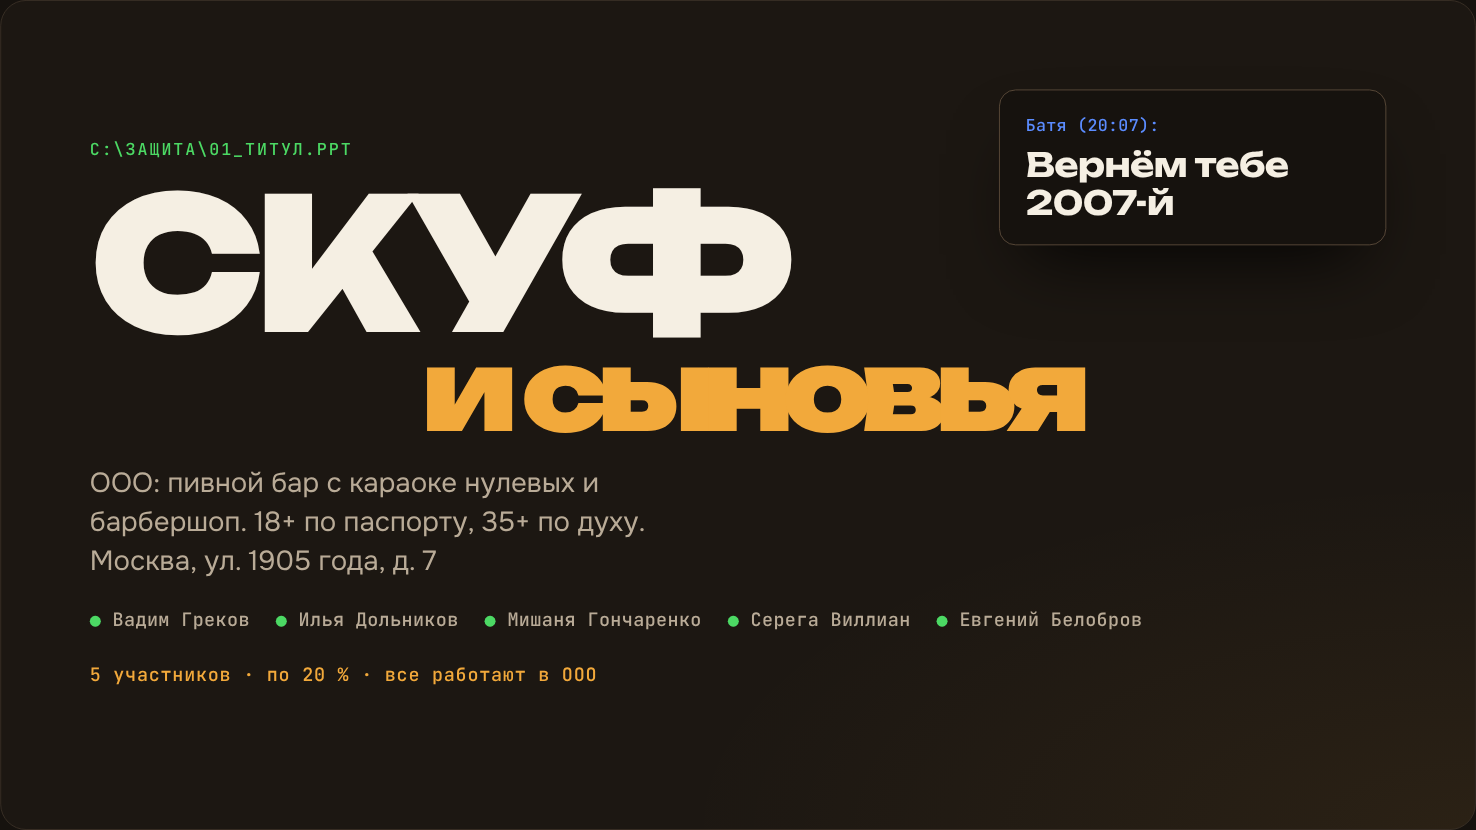 C:\ЗАЩИТА\01_ТИТУЛ.PPT
СКУФ
и сыновья
Батя (20:07):
Вернём тебе
2007-й
ООО: пивной бар с караоке нулевых и
барбершоп. 18+ по паспорту, 35+ по духу.
Москва, ул. 1905 года, д. 7
Вадим Греков
Илья Дольников
Мишаня Гончаренко
Серега Виллиан
Евгений Белобров
5 участников · по 20 % · все работают в ООО